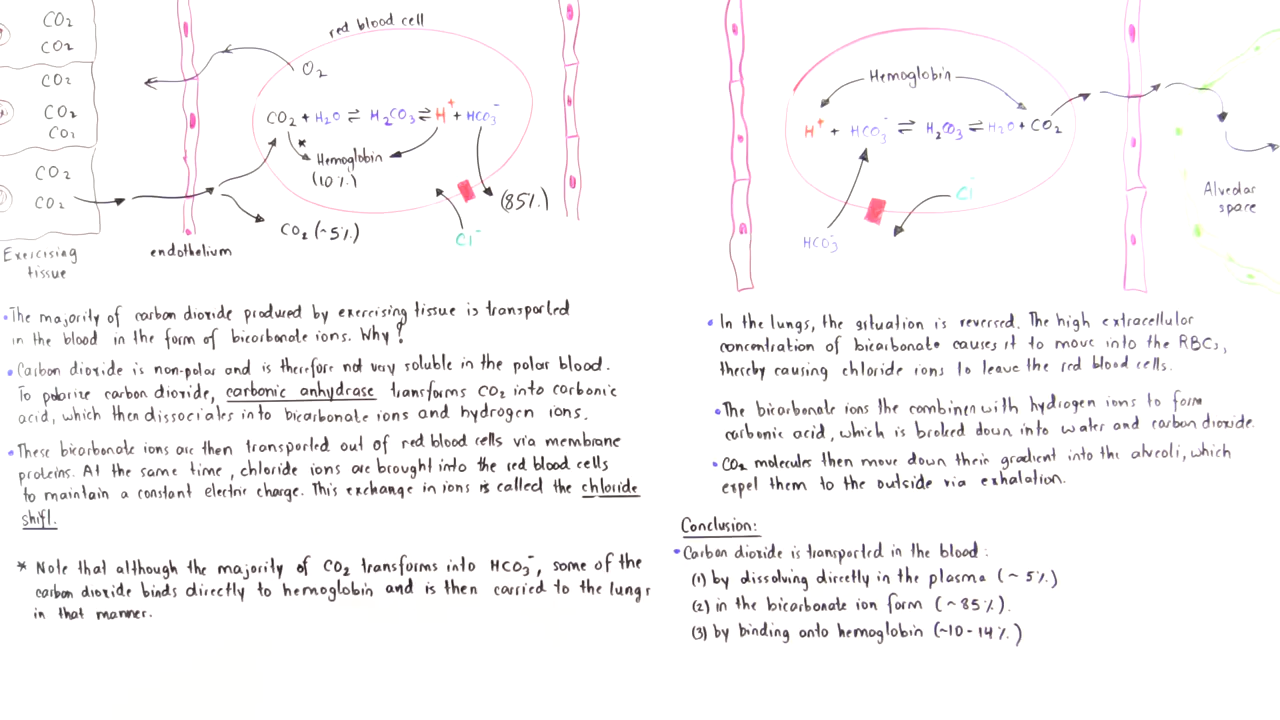 CO2
CO2
CO2
CO2
CO2
CO2
CO2
Exercising
tissue
endothelium
red blood cell
O2
CO2 + H2O ⇌ H2CO3 ⇌ H+ + HCO3-
*
Hemoglobin
(10%)
(85%)
CO2 (~5%)
Cl-
• The majority of carbon dioxide produced by exercising tissue is transported
in the blood in the form of bicarbonate ions. Why?
• Carbon dioxide is non-polar and is therefore not very soluble in the polar blood.
To polarize carbon dioxide, carbonic anhydrase transforms CO2 into carbonic
acid, which then dissociates into bicarbonate ions and hydrogen ions.
• These bicarbonate ions are then transported out of red blood cells via membrane
proteins. At the same time, chloride ions are brought into the red blood cells
to maintain a constant electric charge. This exchange in ions is called the chloride
shift.
* Note that although the majority of CO2 transforms into HCO3-, some of the
carbon dioxide binds directly to hemoglobin and is then carried to the lungs
in that manner.
Hemoglobin
H+ + HCO3- ⇌ H2CO3 ⇌ H2O + CO2
Cl-
HCO3-
Alveolar
space
• In the lungs, the situation is reversed. The high extracellular
concentration of bicarbonate causes it to move into the RBCs,
thereby causing chloride ions to leave the red blood cells.
• The bicarbonate ions the combines with hydrogen ions to form
carbonic acid, which is broked down into water and carbon dioxide.
• CO2 molecules then move down their gradient into the alveoli, which
expel them to the outside via exhalation.
Conclusion:
• Carbon dioxide is transported in the blood:
(1) by dissolving directly in the plasma (~5%)
(2) in the bicarbonate ion form (~85%).
(3) by binding onto hemoglobin (~10-14%)